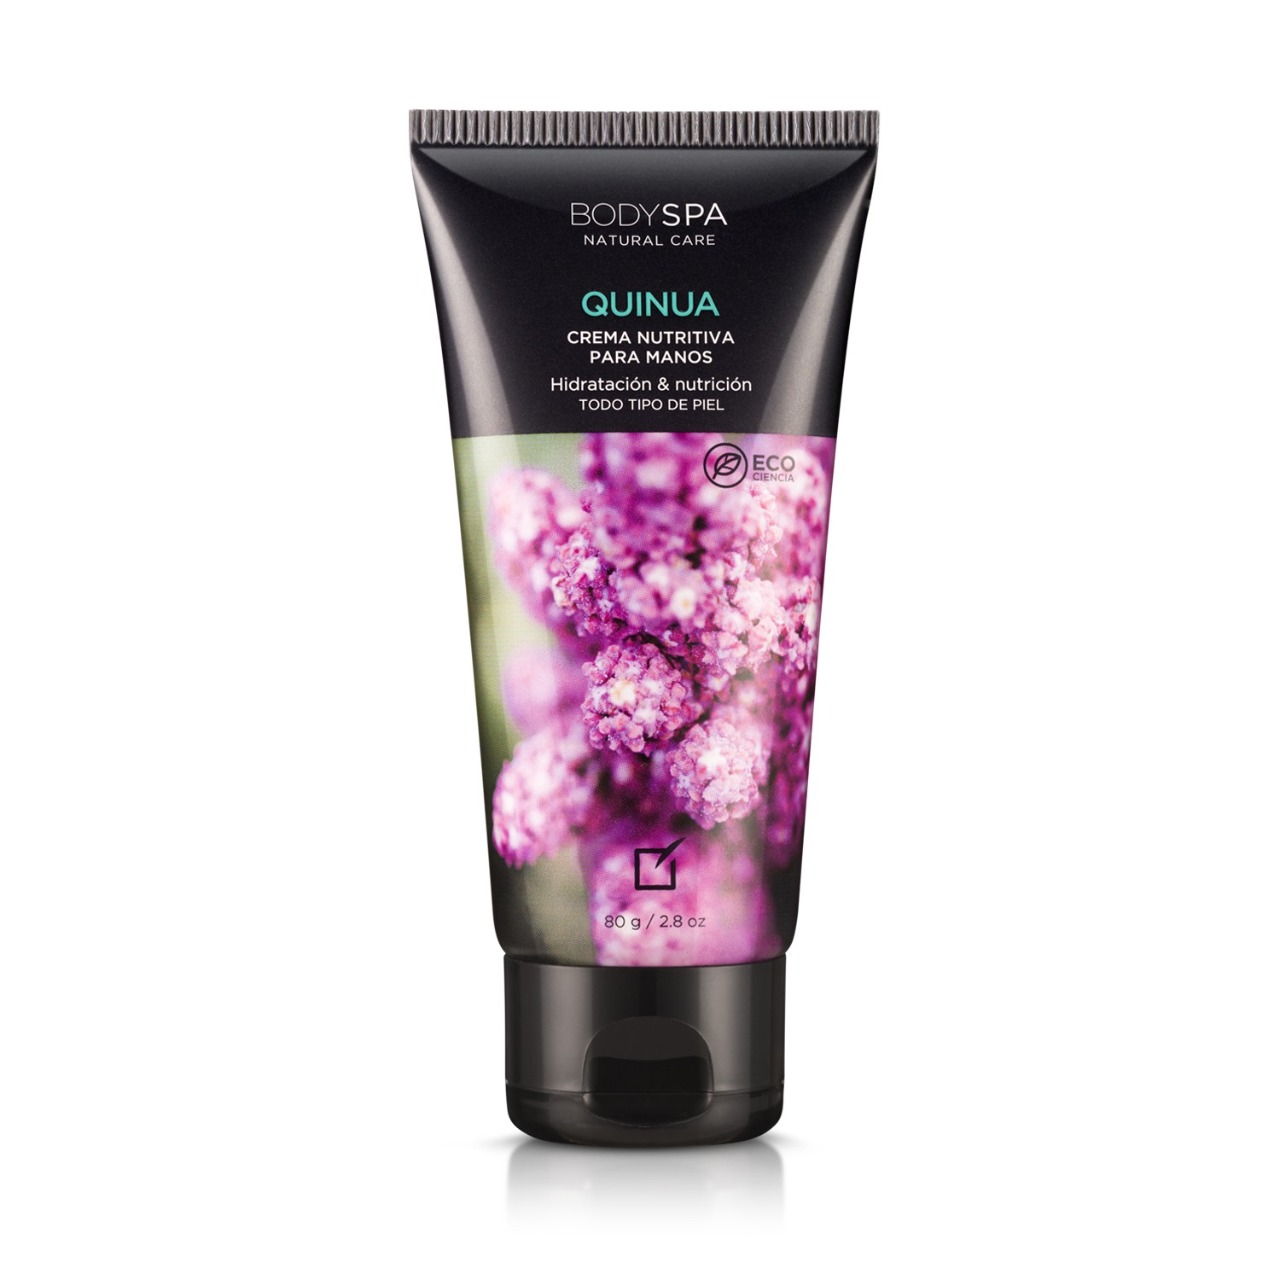 BODYSPA
NATURAL CARE
QUINUA
CREMA NUTRITIVA
PARA MANOS
Hidratación & nutrición
TODO TIPO DE PIEL
ECO
CIENCIA
80 g / 2.8 oz